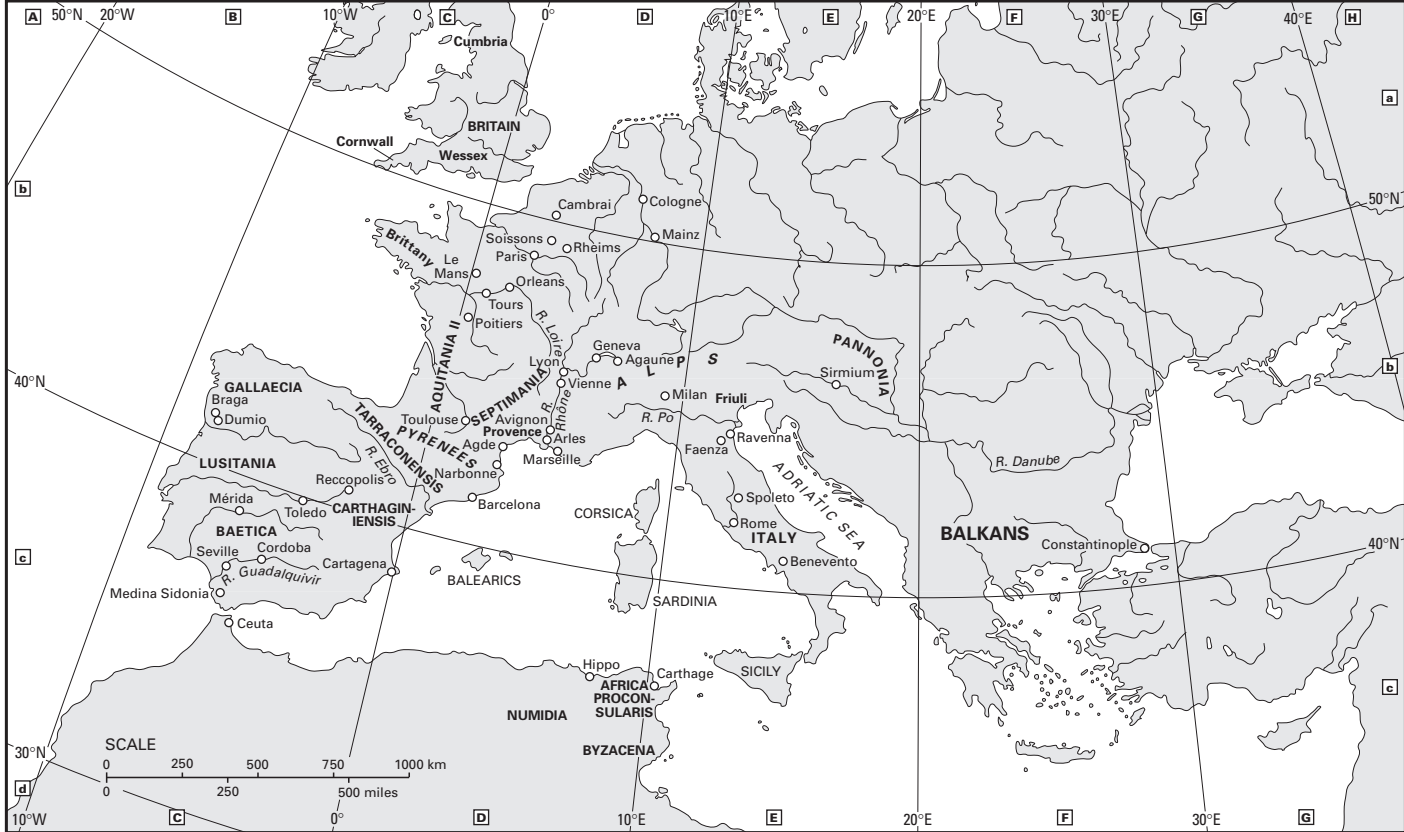 A 50°N 20°W B 10°W C 0° D 10°E E 20°E F 30°E G 40°E H
Cumbria
a
BRITAIN
Cornwall
Wessex
b
50°N
Cambrai
Cologne
Brittany
Soissons
Rheims
Mainz
Paris
Le
Mans
Orleans
Tours
R. Loire
Poitiers
AQUITANIA II
Geneva
Agaune
ALPS
PANNONIA
Lyon
Vienne
Sirmium
b
40°N
GALLAECIA
Braga
Dumio
SEPTIMANIA
R.
Rhône
Milan
Friuli
Toulouse
Avignon
Provence
R. Po
TARRACONENSIS
PYRENEES
Agde
Arles
Marseille
Ravenna
Faenza
R. Ebro
Narbonne
R. Danube
LUSITANIA
Reccopolis
ADRIATIC SEA
Mérida
Toledo
CARTHAGIN-
IENSIS
Barcelona
CORSICA
Spoleto
Rome
ITALY
BAETICA
BALKANS
Constantinople
40°N
c
Seville
Cordoba
Cartagena
R. Guadalquivir
BALEARICS
Benevento
Medina Sidonia
SARDINIA
Ceuta
Hippo
Carthage
SICILY
AFRICA
PROCON-
SULARIS
c
NUMIDIA
BYZACENA
30°N
SCALE
0 250 500 750 1000 km
0 250 500 miles
d
10°W C 0° D 10°E E 20°E F 30°E G